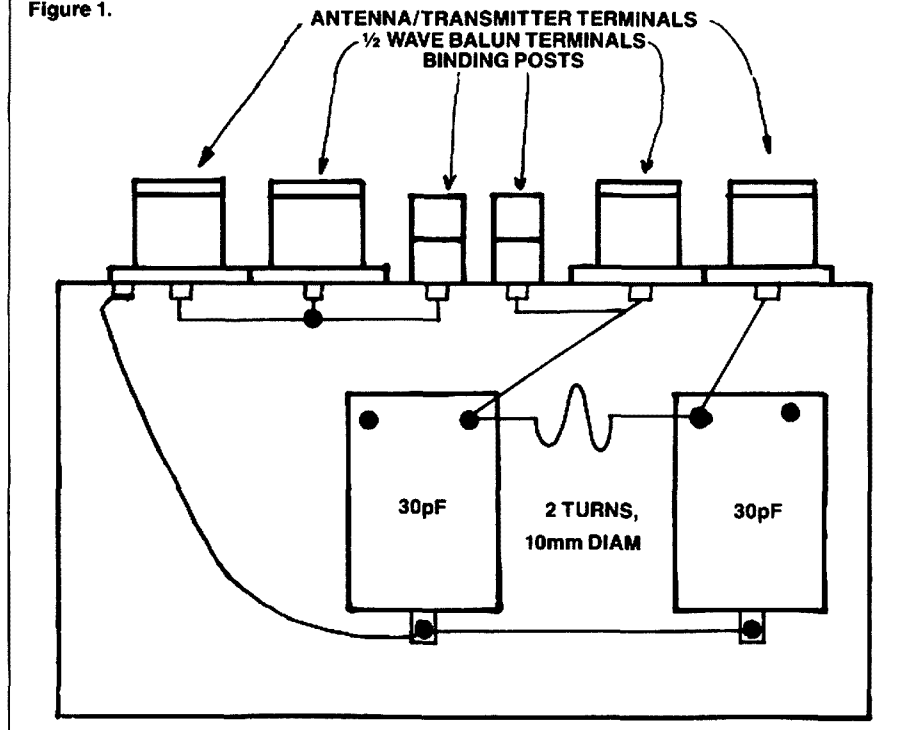 Figure 1.
ANTENNA/TRANSMITTER TERMINALS
½ WAVE BALUN TERMINALS
BINDING POSTS
30pF
2 TURNS,
10mm DIAM
30pF